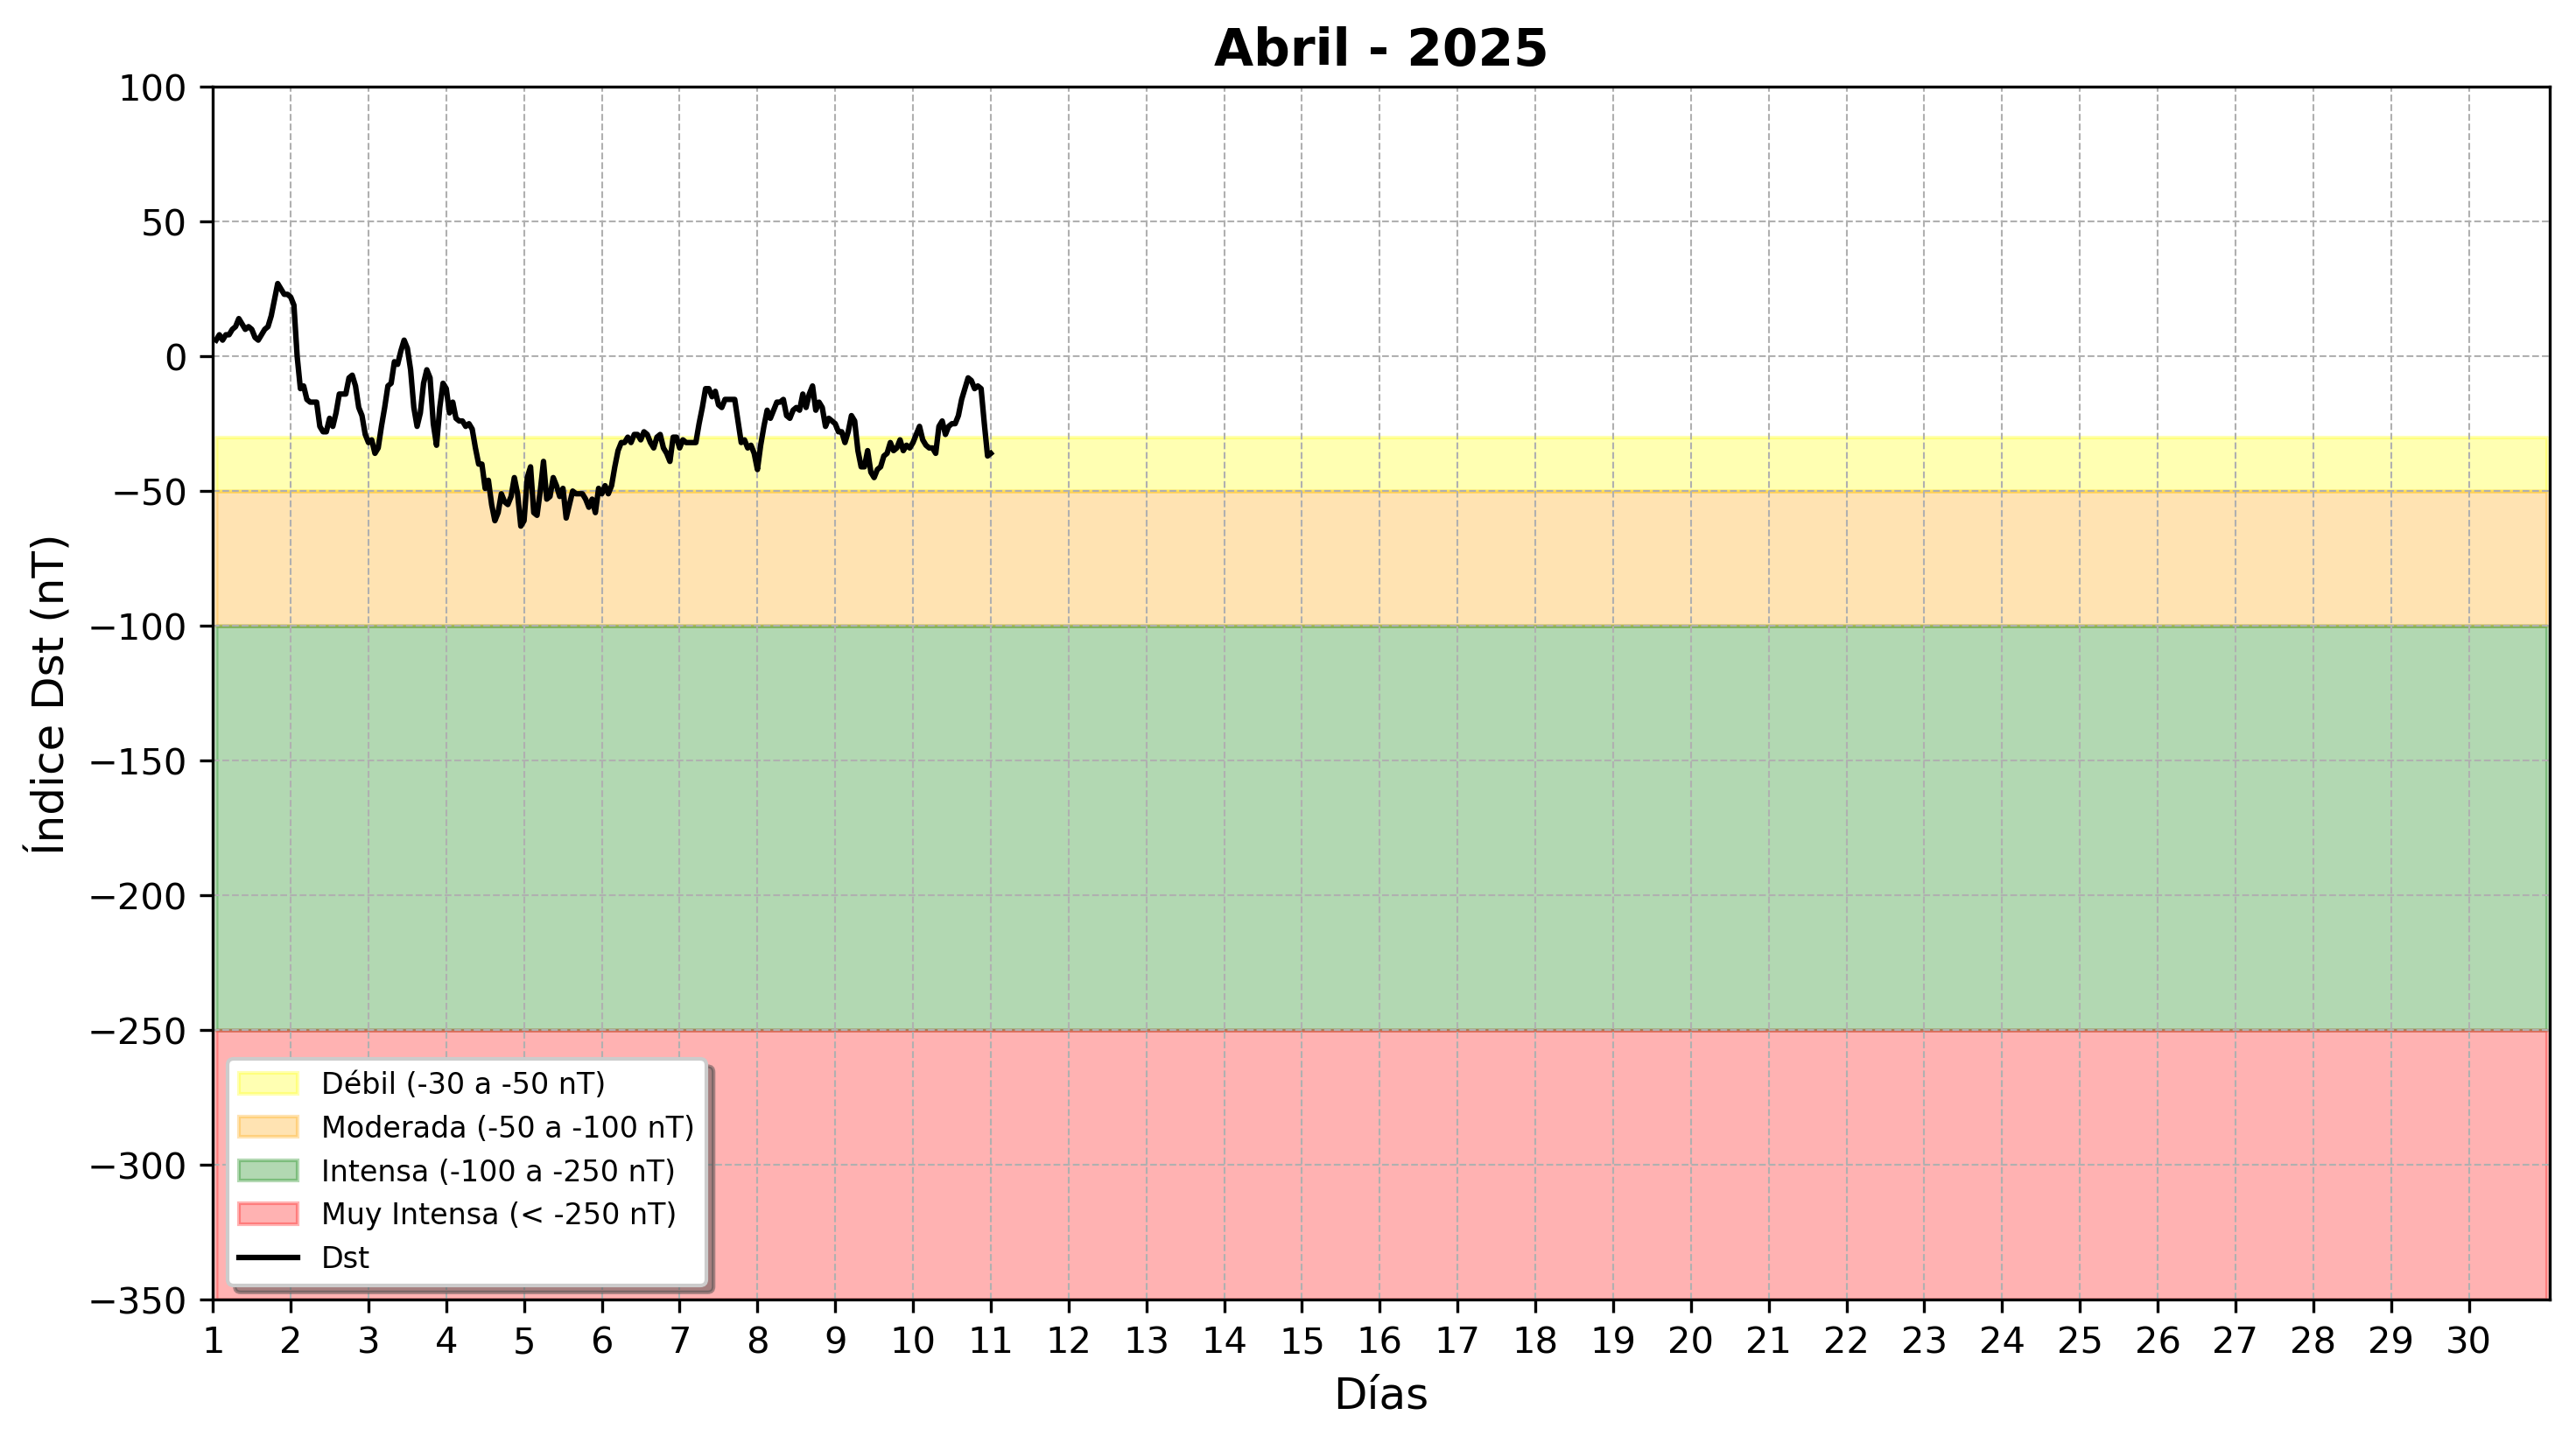 Abril - 2025
Índice Dst (nT)
100
50
0
−50
−100
−150
−200
−250
−300
−350
Débil (-30 a -50 nT)
Moderada (-50 a -100 nT)
Intensa (-100 a -250 nT)
Muy Intensa (< -250 nT)
Dst
1 2 3 4 5 6 7 8 9 10 11 12 13 14 15 16 17 18 19 20 21 22 23 24 25 26 27 28 29 30
Días